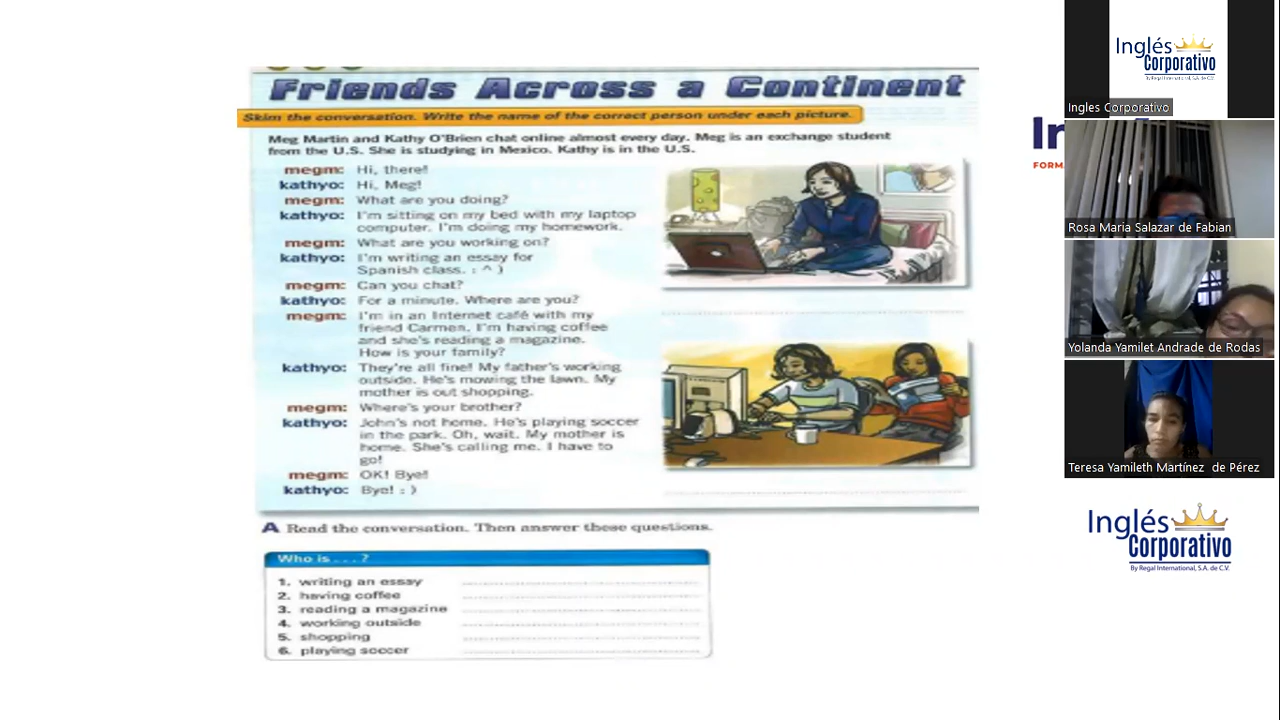 Friends Across a Continent
Skim the conversation. Write the name of the correct person under each picture.
Meg Martin and Kathy O'Brien chat online almost every day. Meg is an exchange student
from the U.S. She is studying in Mexico. Kathy is in the U.S.
megm: Hi, there!
kathyo: Hi, Meg!
megm: What are you doing?
kathyo: I'm sitting on my bed with my laptop
computer. I'm doing my homework.
megm: What are you working on?
kathyo: I'm writing an essay for
Spanish class. : ^ )
megm: Can you chat?
kathyo: For a minute. Where are you?
megm: I'm in an Internet café with my
friend Carmen. I'm having coffee
and she's reading a magazine.
How is your family?
kathyo: They're all fine! My father's working
outside. He's mowing the lawn. My
mother is out shopping.
megm: Where's your brother?
kathyo: John's not home. He's playing soccer
in the park. Oh, wait. My mother is
home. She's calling me. I have to
go!
megm: OK! Bye!
kathyo: Bye! : )
A Read the conversation. Then answer these questions.
Who is . . . ?
1. writing an essay
2. having coffee
3. reading a magazine
4. working outside
5. shopping
6. playing soccer
In
FORM
Inglés
Corporativo
By Regal International, S.A. de C.V.
Ingles Corporativo
Rosa Maria Salazar de Fabian
Yolanda Yamilet Andrade de Rodas
Teresa Yamileth Martínez de Perez
Inglés
Corporativo
By Regal International, S.A. de C.V.